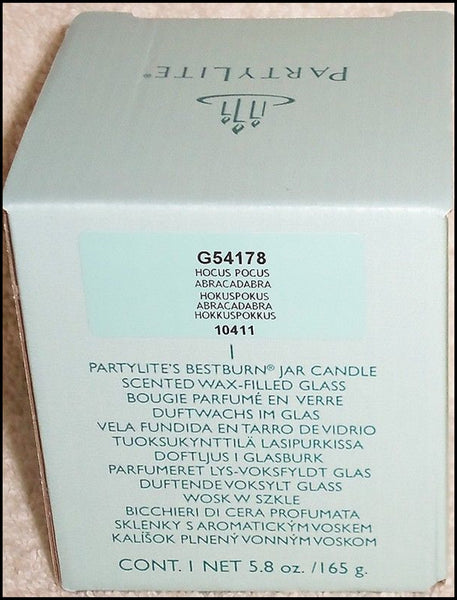 PARTYLITE®
G54178
HOCUS POCUS
ABRACADABRA
HOKUSPOKUS
ABRACADABRA
HOKKUSPOKKUS
10411
PARTYLITE'S BESTBURN® JAR CANDLE
SCENTED WAX-FILLED GLASS
BOUGIE PARFUMÉ EN VERRE
DUFTWACHS IM GLAS
VELA FUNDIDA EN TARRO DE VIDRIO
TUOKSUKYNTTILÄ LASIPURKISSA
DOFTLJUS I GLASBURK
PARFUMERET LYS-VOKSFYLDT GLAS
DUFTENDE VOKSYLT GLASS
WOSK W SZKLE
BICCHIERI DI CERA PROFUMATA
SKLENKY S AROMATICKÝM VOSKEM
KALÍŠOK PLNENÝ VONNÝM VOSKOM
CONT. 1 NET 5.8 oz. /165 g.